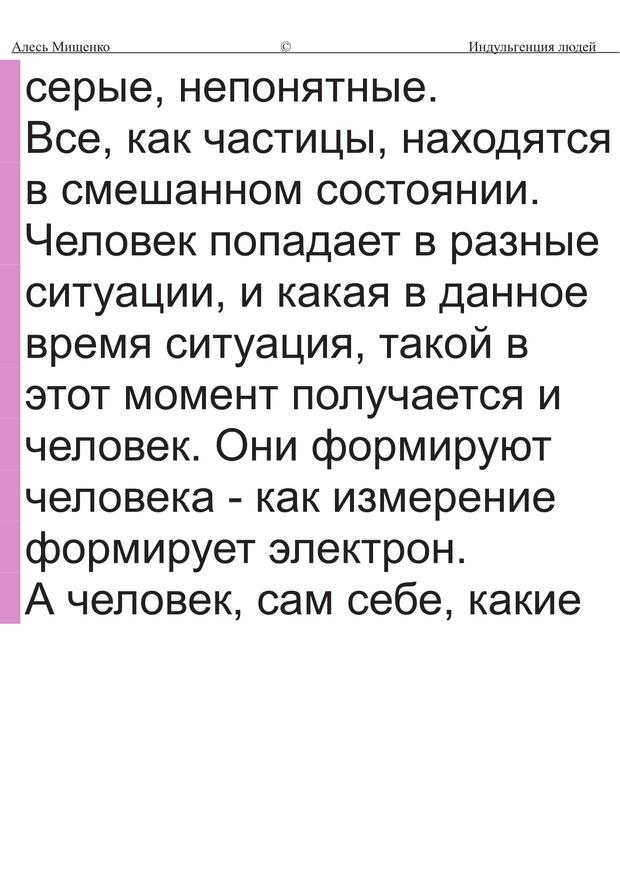 Алесь Мищенко © Индульгенция людей
серые, непонятные.
Все, как частицы, находятся
в смешанном состоянии.
Человек попадает в разные
ситуации, и какая в данное
время ситуация, такой в
этот момент получается и
человек. Они формируют
человека - как измерение
формирует электрон.
А человек, сам себе, какие